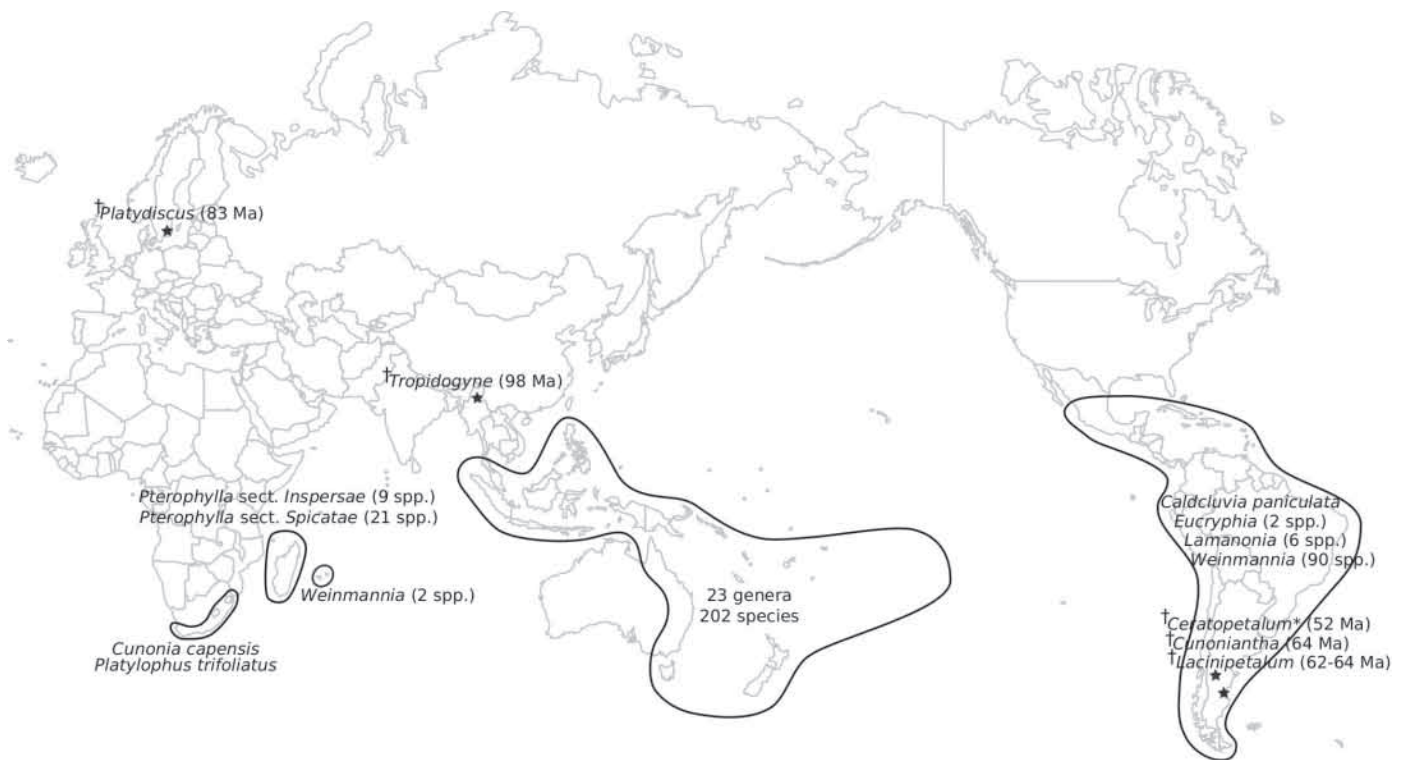 †Platydiscus (83 Ma)
†Tropidogyne (98 Ma)
Pterophylla sect. Inspersae (9 spp.)
Pterophylla sect. Spicatae (21 spp.)
Weinmannia (2 spp.)
Cunonia capensis
Platylophus trifoliatus
23 genera
202 species
Caldcluvia paniculata
Eucryphia (2 spp.)
Lamanonia (6 spp.)
Weinmannia (90 spp.)
†Ceratopetalum* (52 Ma)
†Cunoniantha (64 Ma)
†Lacinipetalum (62-64 Ma)